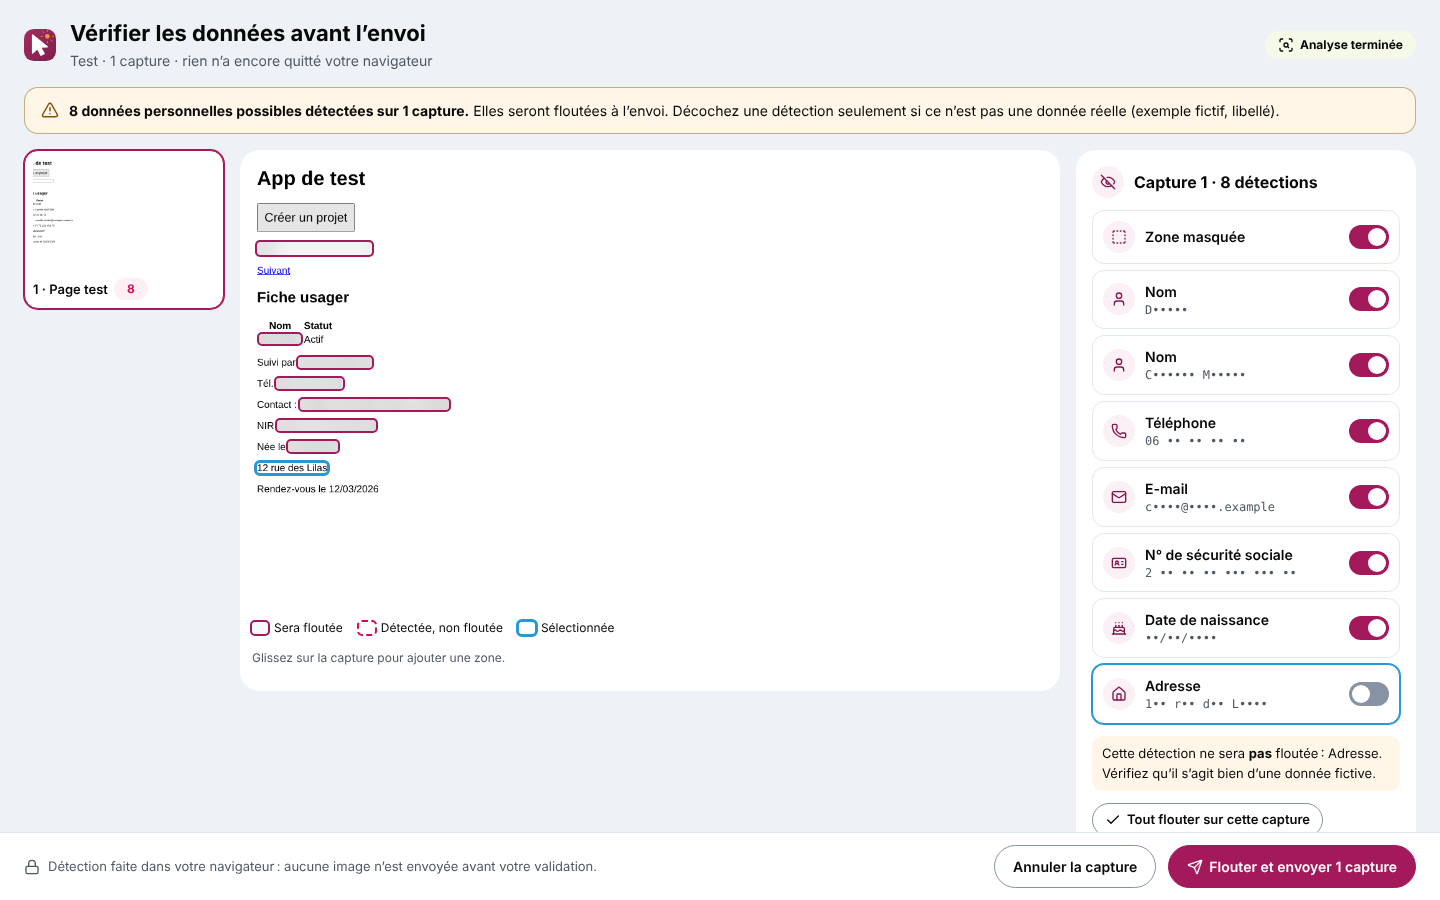 Vérifier les données avant l’envoi
Test · 1 capture · rien n’a encore quitté votre navigateur
Analyse terminée
8 données personnelles possibles détectées sur 1 capture. Elles seront floutées à l’envoi. Décochez une détection seulement si ce n’est pas une donnée réelle (exemple fictif, libellé).
1 · Page test 8
App de test
Créer un projet
Suivant
Fiche usager
Nom Statut
Actif
Suivi par
Tél.
Contact :
NIR
Née le
12 rue des Lilas
Rendez-vous le 12/03/2026
Sera floutée Détectée, non floutée Sélectionnée
Glissez sur la capture pour ajouter une zone.
Capture 1 · 8 détections
Zone masquée
Nom
D•••••
Nom
C•••••• M•••••
Téléphone
06 •• •• •• ••
E-mail
c••••@••••.example
N° de sécurité sociale
2 •• •• •• ••• ••• ••
Date de naissance
••/••/••••
Adresse
1•• r•• d•• L••••
Cette détection ne sera pas floutée : Adresse.
Vérifiez qu’il s’agit bien d’une donnée fictive.
Tout flouter sur cette capture
Détection faite dans votre navigateur : aucune image n’est envoyée avant votre validation.
Annuler la capture
Flouter et envoyer 1 capture